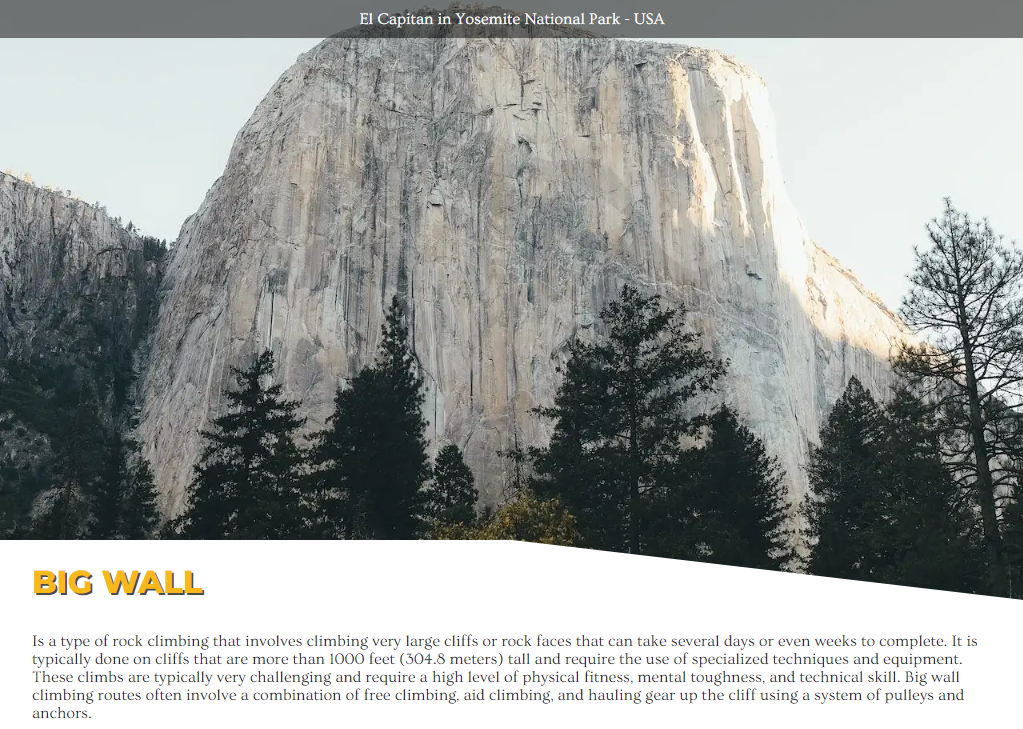 El Capitan in Yosemite National Park - USA
BIG WALL
Is a type of rock climbing that involves climbing very large cliffs or rock faces that can take several days or even weeks to complete. It is
typically done on cliffs that are more than 1000 feet (304.8 meters) tall and require the use of specialized techniques and equipment.
These climbs are typically very challenging and require a high level of physical fitness, mental toughness, and technical skill. Big wall
climbing routes often involve a combination of free climbing, aid climbing, and hauling gear up the cliff using a system of pulleys and
anchors.